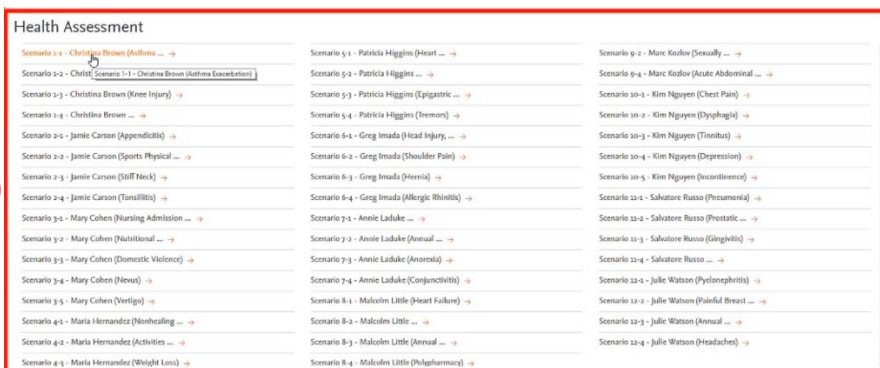 Health Assessment
Scenario 1-1 - Christina Brown (Asthma ... →
Scenario 1-2 - Christ
Scenario 1-1 - Christina Brown (Asthma Exacerbation)
Scenario 1-3 - Christina Brown (Knee Injury) →
Scenario 1-4 - Christina Brown ... →
Scenario 2-1 - Jamie Carson (Appendicitis) →
Scenario 2-2 - Jamie Carson (Sports Physical ... →
Scenario 2-3 - Jamie Carson (Stiff Neck) →
Scenario 2-4 - Jamie Carson (Tonsillitis) →
Scenario 3-1 - Mary Cohen (Nursing Admission ... →
Scenario 3-2 - Mary Cohen (Nutritional ... →
Scenario 3-3 - Mary Cohen (Domestic Violence) →
Scenario 3-4 - Mary Cohen (Nevus) →
Scenario 3-5 - Mary Cohen (Vertigo) →
Scenario 4-1 - Maria Hernandez (Nonhealing ... →
Scenario 4-2 - Maria Hernandez (Activities ... →
Scenario 4-3 - Maria Hernandez (Weight Loss) →
Scenario 5-1 - Patricia Higgins (Heart ... →
Scenario 5-2 - Patricia Higgins ... →
Scenario 5-3 - Patricia Higgins (Epigastric ... →
Scenario 5-4 - Patricia Higgins (Tremors) →
Scenario 6-1 - Greg Imada (Head Injury, ... →
Scenario 6-2 - Greg Imada (Shoulder Pain) →
Scenario 6-3 - Greg Imada (Hernia) →
Scenario 6-4 - Greg Imada (Allergic Rhinitis) →
Scenario 7-1 - Annie Laduke ... →
Scenario 7-2 - Annie Laduke (Annual ... →
Scenario 7-3 - Annie Laduke (Anorexia) →
Scenario 7-4 - Annie Laduke (Conjunctivitis) →
Scenario 8-1 - Malcolm Little (Heart Failure) →
Scenario 8-2 - Malcolm Little ... →
Scenario 8-3 - Malcolm Little (Annual ... →
Scenario 8-4 - Malcolm Little (Polypharmacy) →
Scenario 9-2 - Marc Kozlov (Sexually ... →
Scenario 9-4 - Marc Kozlov (Acute Abdominal ... →
Scenario 10-1 - Kim Nguyen (Chest Pain) →
Scenario 10-2 - Kim Nguyen (Dysphagia) →
Scenario 10-3 - Kim Nguyen (Tinnitus) →
Scenario 10-4 - Kim Nguyen (Depression) →
Scenario 10-5 - Kim Nguyen (Incontinence) →
Scenario 11-1 - Salvatore Russo (Pneumonia) →
Scenario 11-2 - Salvatore Russo (Prostatic ... →
Scenario 11-3 - Salvatore Russo (Gingivitis) →
Scenario 11-4 - Salvatore Russo ... →
Scenario 12-1 - Julie Watson (Pyelonephritis) →
Scenario 12-2 - Julie Watson (Painful Breast ... →
Scenario 12-3 - Julie Watson (Annual ... →
Scenario 12-4 - Julie Watson (Headaches) →